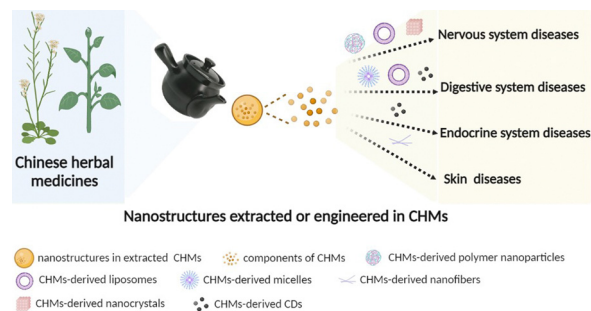 Nervous system diseases
Digestive system diseases
Endocrine system diseases
Skin diseases
Chinese herbal
medicines
Nanostructures extracted or engineered in CHMs
nanostructures in extracted CHMs
components of CHMs
CHMs-derived polymer nanoparticles
CHMs-derived liposomes
CHMs-derived micelles
CHMs-derived nanofibers
CHMs-derived nanocrystals
CHMs-derived CDs